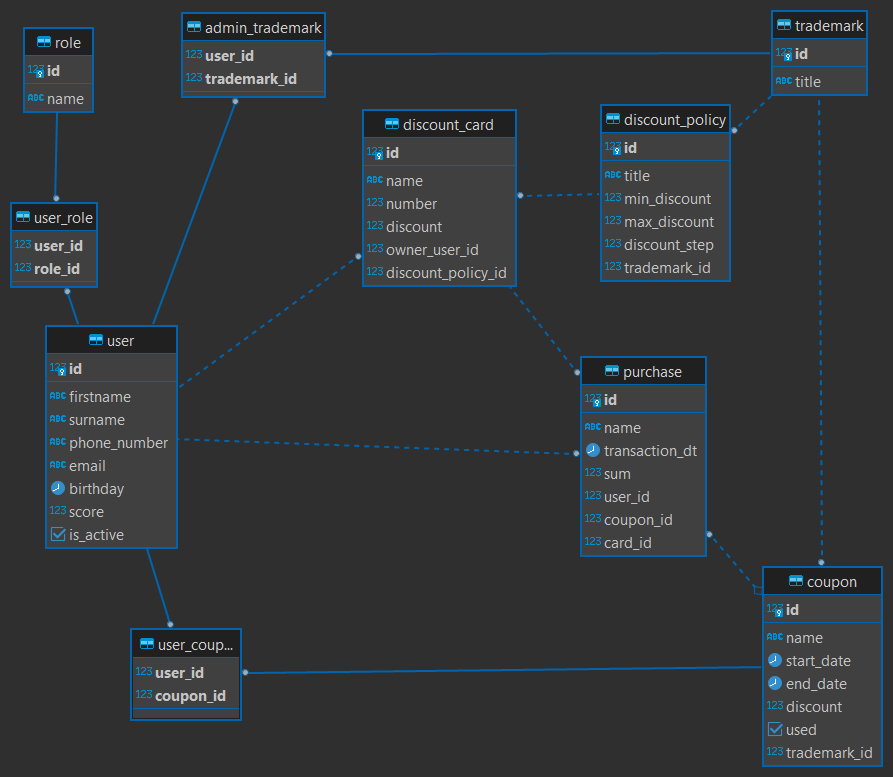 role
123 id
ABC name
admin_trademark
123 user_id
123 trademark_id
trademark
123 id
ABC title
discount_card
123 id
ABC name
123 number
123 discount
123 owner_user_id
123 discount_policy_id
discount_policy
123 id
ABC title
123 min_discount
123 max_discount
123 discount_step
123 trademark_id
user_role
123 user_id
123 role_id
user
123 id
ABC firstname
ABC surname
ABC phone_number
ABC email
birthday
123 score
is_active
purchase
123 id
ABC name
transaction_dt
123 sum
123 user_id
123 coupon_id
123 card_id
user_coup...
123 user_id
123 coupon_id
coupon
123 id
ABC name
start_date
end_date
123 discount
used
123 trademark_id